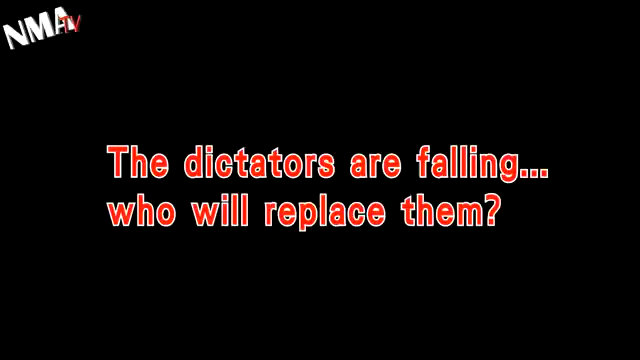 NMA.TV
The dictators are falling...
who will replace them?